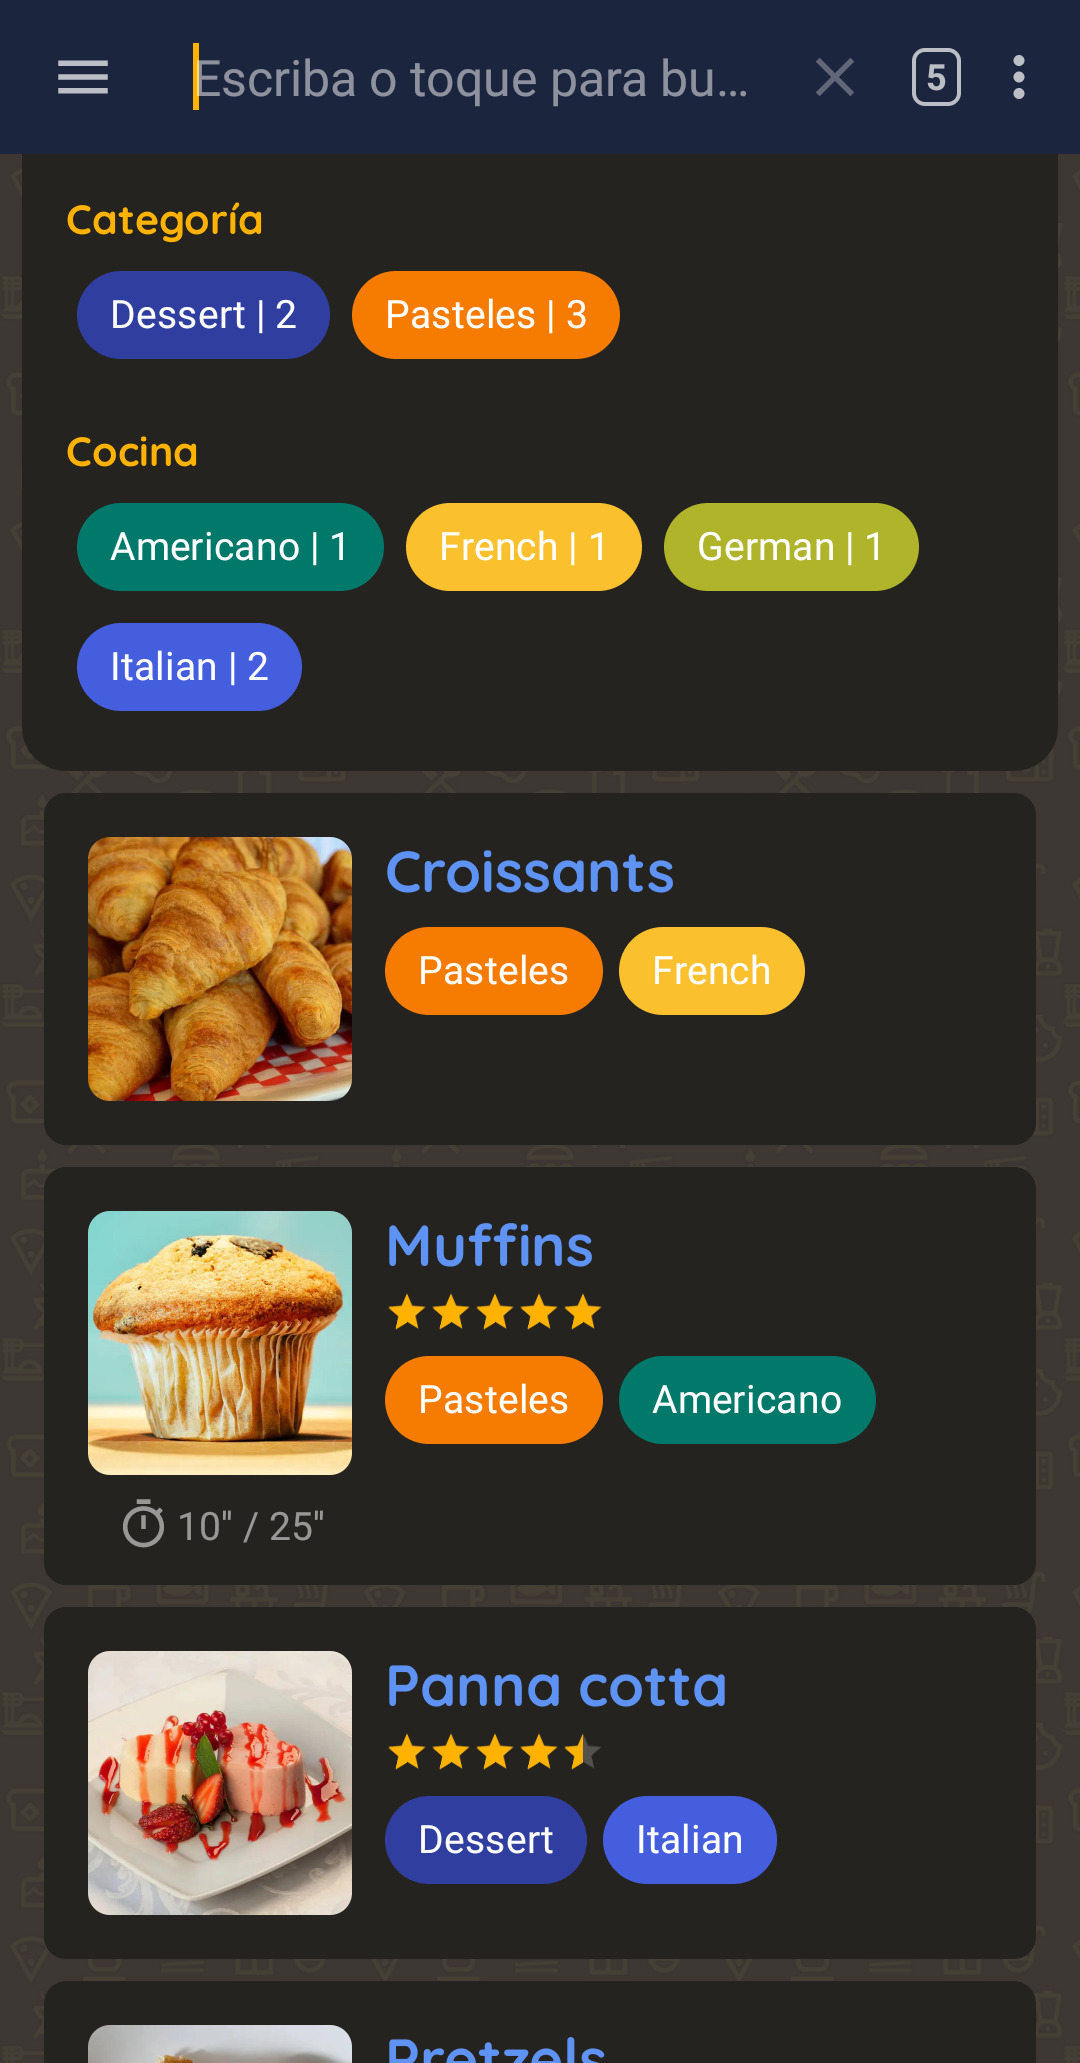 Escriba o toque para bu...
5
Categoría
Dessert | 2
Pasteles | 3
Cocina
Americano | 1
French | 1
German | 1
Italian | 2
Croissants
Pasteles
French
Muffins
Pasteles
Americano
10" / 25"
Panna cotta
Dessert
Italian
Pretzels